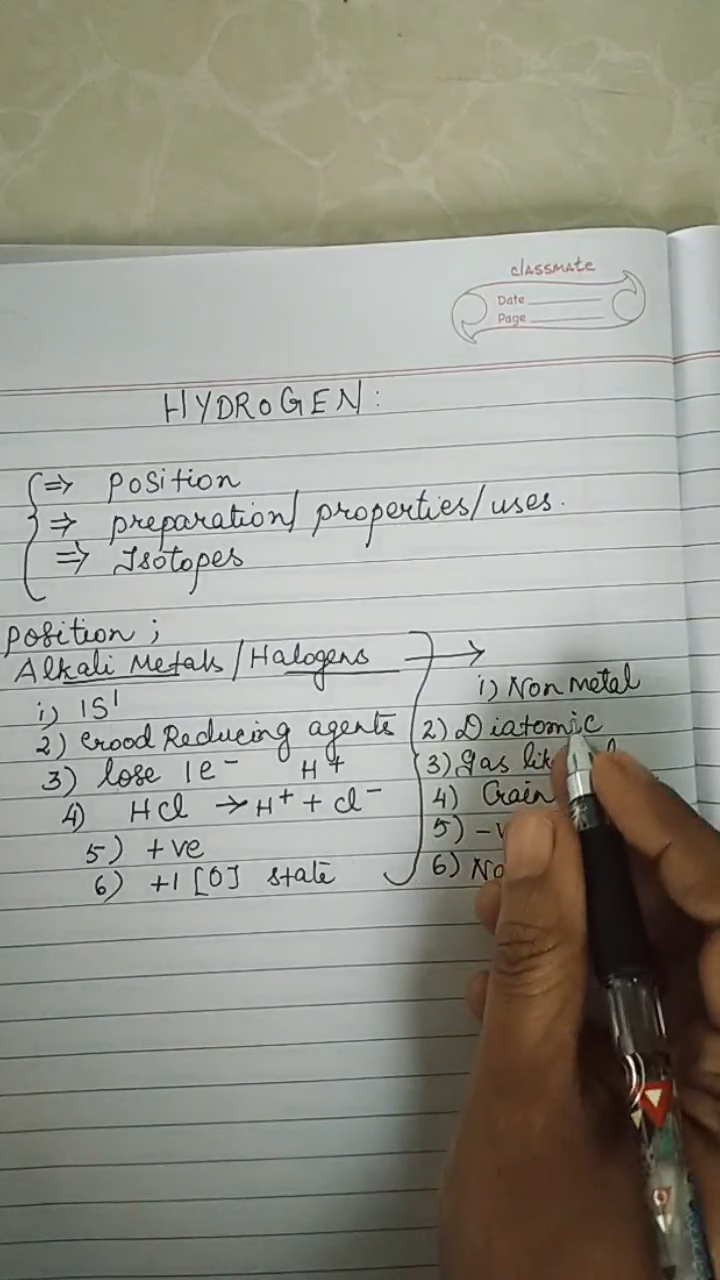 classmate
Date
Page
HYDROGEN:
=> position
=> preparation/ properties/uses.
=> Isotopes
position ;
Alkali Metals / Halogens →
i) 1S¹
2) Good Reducing agents
3) lose 1e⁻ H⁺
4) HCl → H⁺ + Cl⁻
5) +ve
6) +1 [O] state
i) Non metal
2) Diatomic
3) gas
4) Gain
5) -
6)